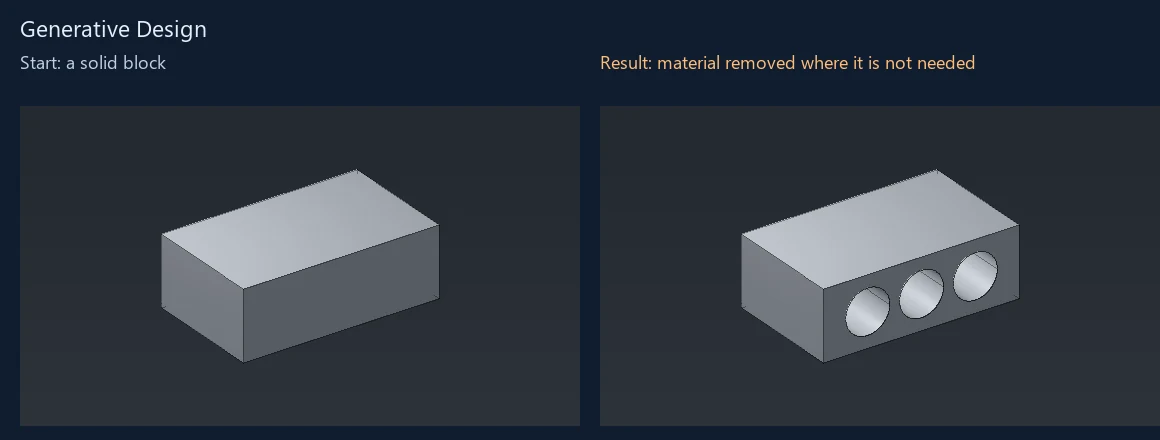 Generative Design
Start: a solid block
Result: material removed where it is not needed